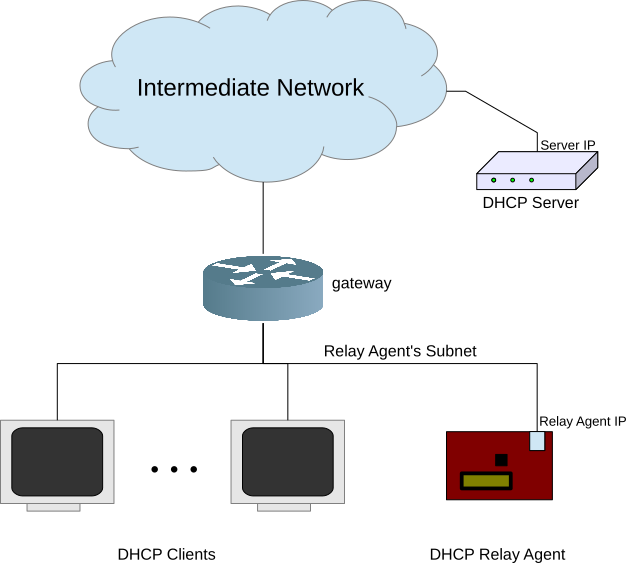 Intermediate Network
Server IP
DHCP Server
gateway
Relay Agent's Subnet
Relay Agent IP
DHCP Clients
DHCP Relay Agent